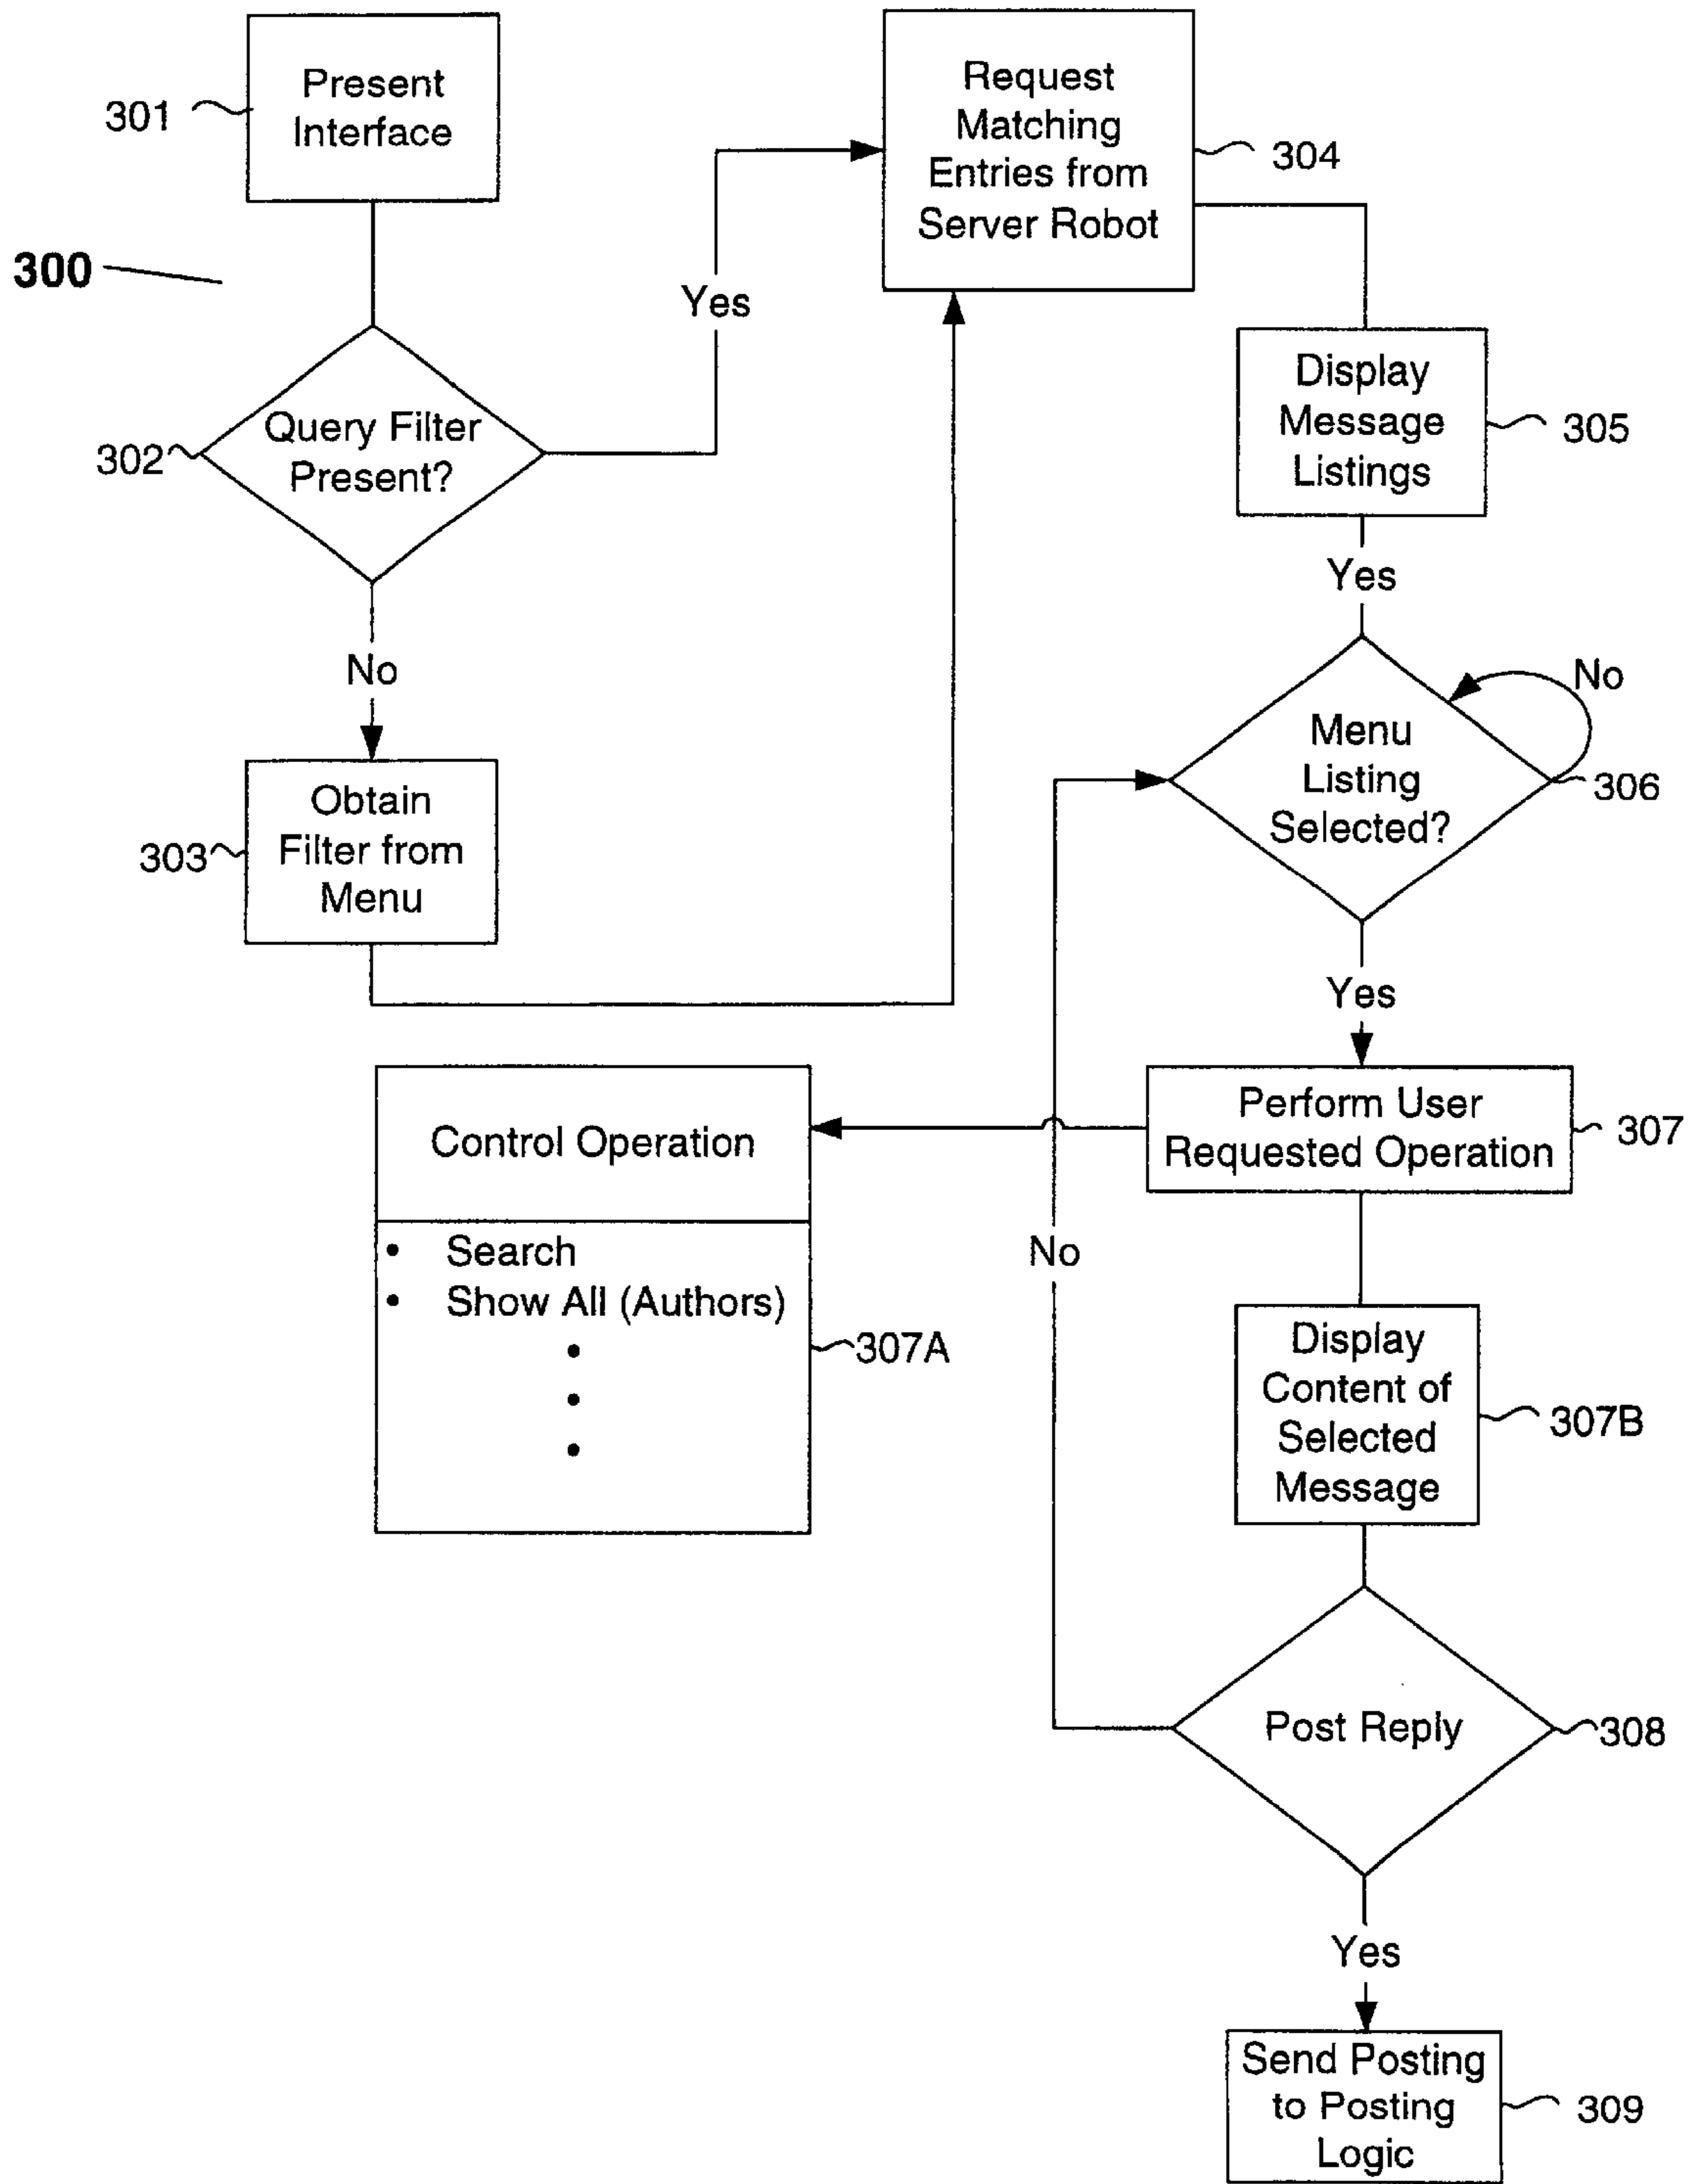 Present
Interface
301
300
Query Filter
Present?
302
Yes
No
Obtain
Filter from
Menu
303
Request
Matching
Entries from
Server Robot
304
Display
Message
Listings
305
Yes
Menu
Listing
Selected?
306
No
Yes
Perform User
Requested Operation
307
Control Operation
• Search
• Show All (Authors)
•
•
•
307A
Display
Content of
Selected
Message
307B
No
Post Reply
308
Yes
Send Posting
to Posting
Logic
309